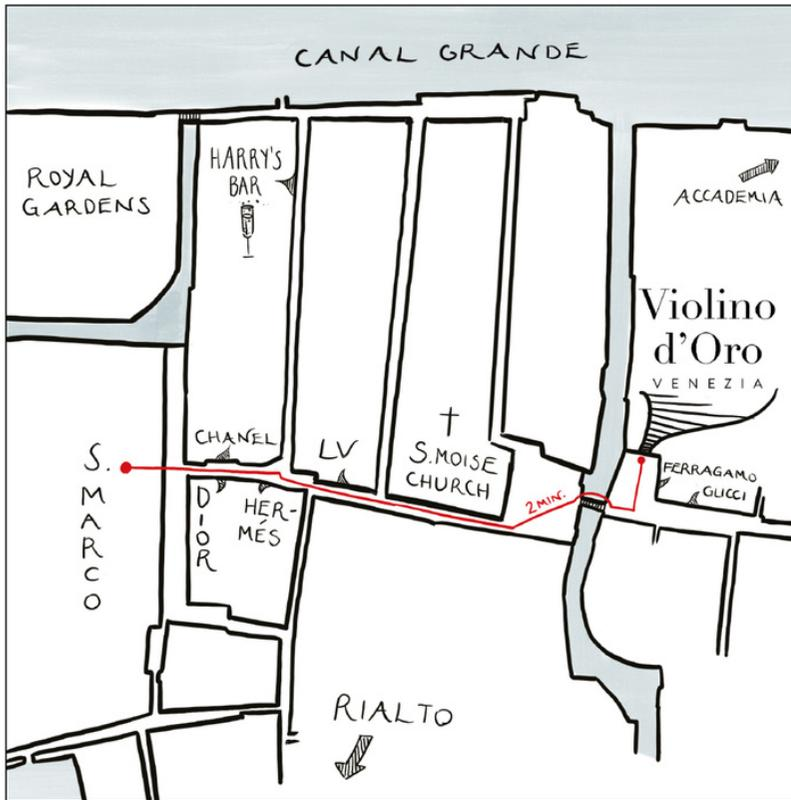 CANAL GRANDE
ROYAL
GARDENS
HARRY'S
BAR
ACCADEMIA
Violino
d'Oro
VENEZIA
CHANEL
LV
S.MOISE
CHURCH
S.
MARCO
DIOR
HER-
MÉS
2 MIN.
FERRAGAMO
GUCCI
RIALTO